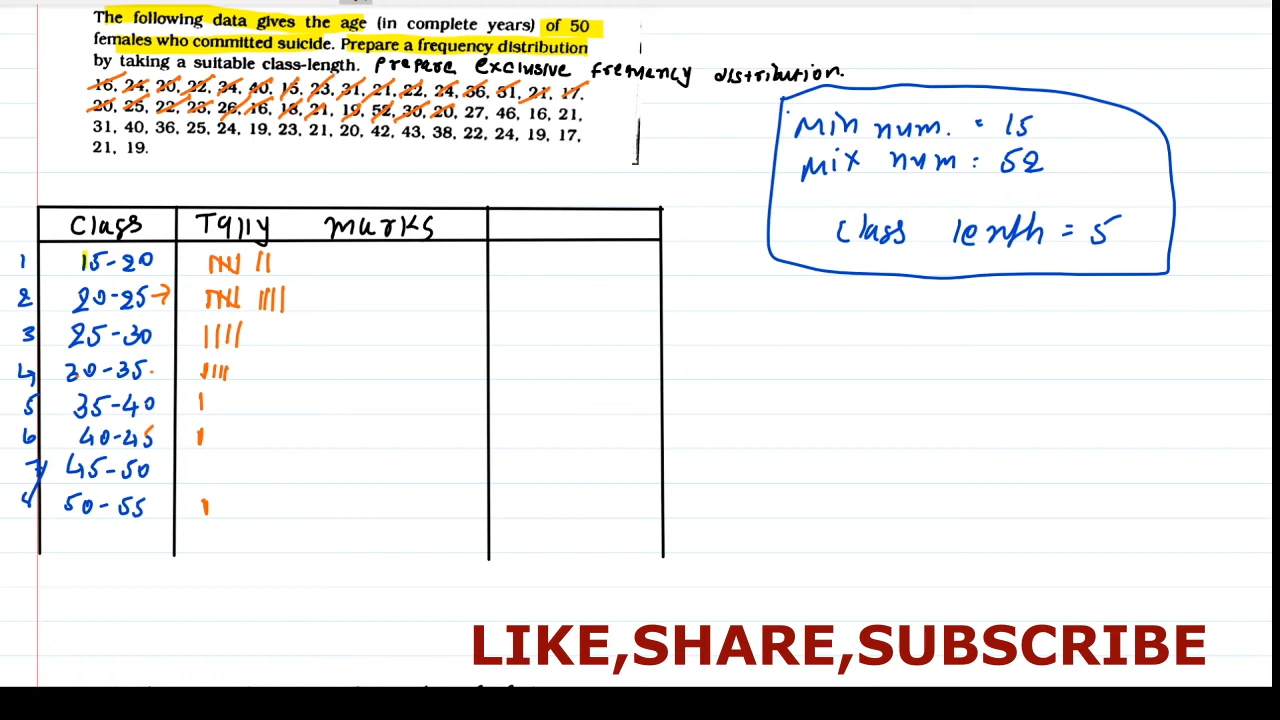 The following data gives the age (in complete years) of 50
females who committed suicide. Prepare a frequency distribution
by taking a suitable class-length. Prepare exclusive frequency distribution.
24, 20, 22, 34, 40, 15, 23, 31, 21, 22, 24, 36, 31, 21, 17,
20, 25, 22, 23, 26, 16, 18, 21, 19, 52, 30, 20, 27, 46, 16, 21,
31, 40, 36, 25, 24, 19, 23, 21, 20, 42, 43, 38, 22, 24, 19, 17,
21, 19.
Min num. = 15
Mix num : 52
Class lenth = 5
Class Tally marks
1 15-20
2 20-25
3 25-30
4 30-35
5 35-40
6 40-45
7 45-50
8 50-55
LIKE,SHARE,SUBSCRIBE